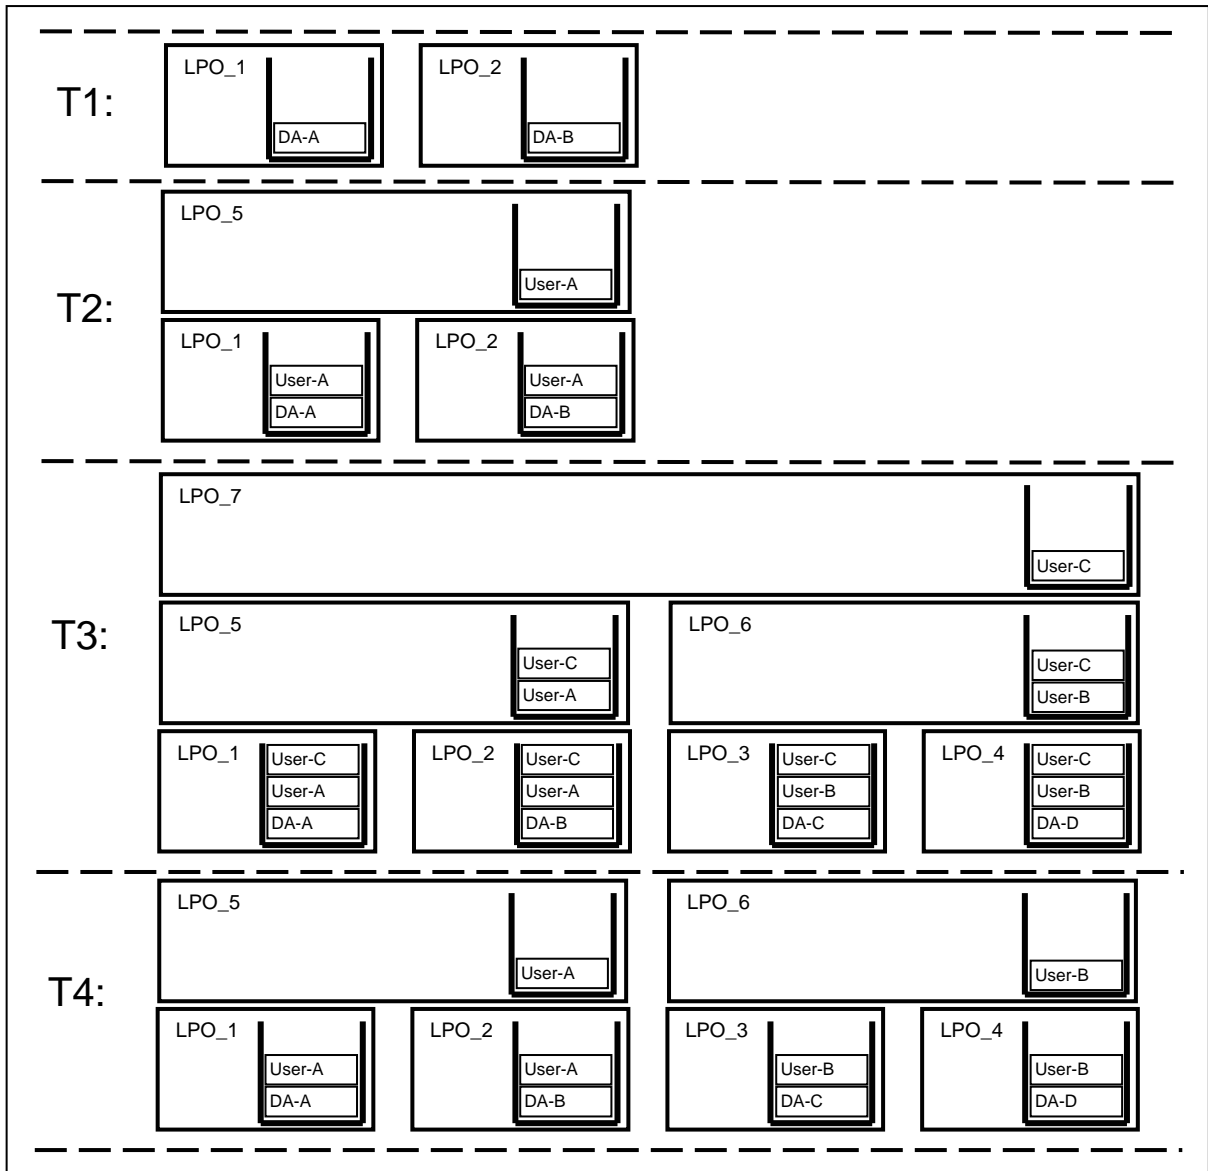 T1:
LPO_1
DA-A
LPO_2
DA-B
T2:
LPO_5
User-A
LPO_1
User-A
DA-A
LPO_2
User-A
DA-B
T3:
LPO_7
User-C
LPO_5
User-C
User-A
LPO_6
User-C
User-B
LPO_1
User-C
User-A
DA-A
LPO_2
User-C
User-A
DA-B
LPO_3
User-C
User-B
DA-C
LPO_4
User-C
User-B
DA-D
T4:
LPO_5
User-A
LPO_6
User-B
LPO_1
User-A
DA-A
LPO_2
User-A
DA-B
LPO_3
User-B
DA-C
LPO_4
User-B
DA-D